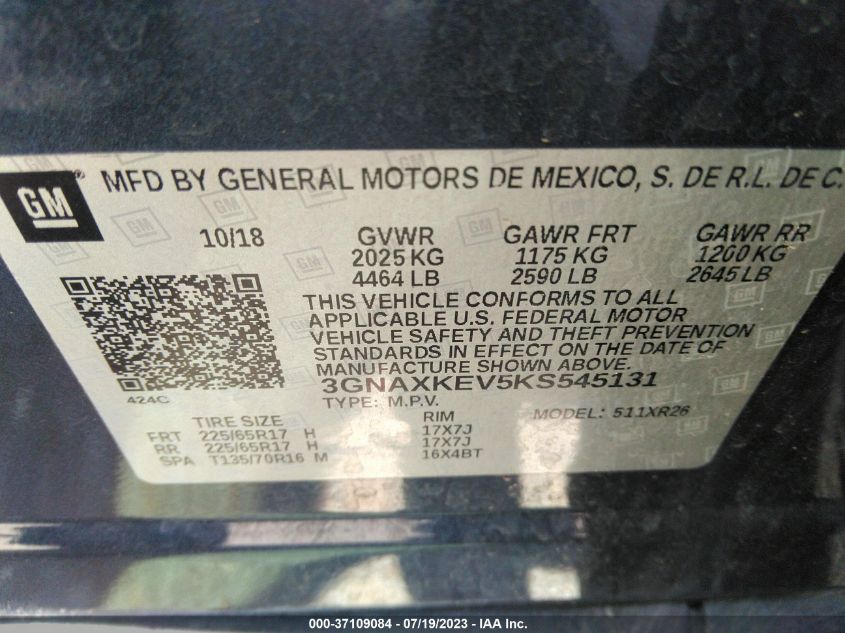 GM ® MFD BY GENERAL MOTORS DE MEXICO, S. DE R.L. DE C.
10/18 GVWR GAWR FRT GAWR RR
2025 KG 1175 KG 1200 KG
4464 LB 2590 LB 2645 LB
THIS VEHICLE CONFORMS TO ALL
APPLICABLE U.S. FEDERAL MOTOR
VEHICLE SAFETY AND THEFT PREVENTION
STANDARDS IN EFFECT ON THE DATE OF
MANUFACTURE SHOWN ABOVE.
424C 3GNAXKEV5KS545131
TYPE: M.P.V. MODEL: 511XR26
TIRE SIZE RIM
FRT 225/65R17 H 17X7J
RR 225/65R17 H 17X7J
SPA T135/70R16 M 16X4BT
000-37109084 - 07/19/2023 - IAA Inc.